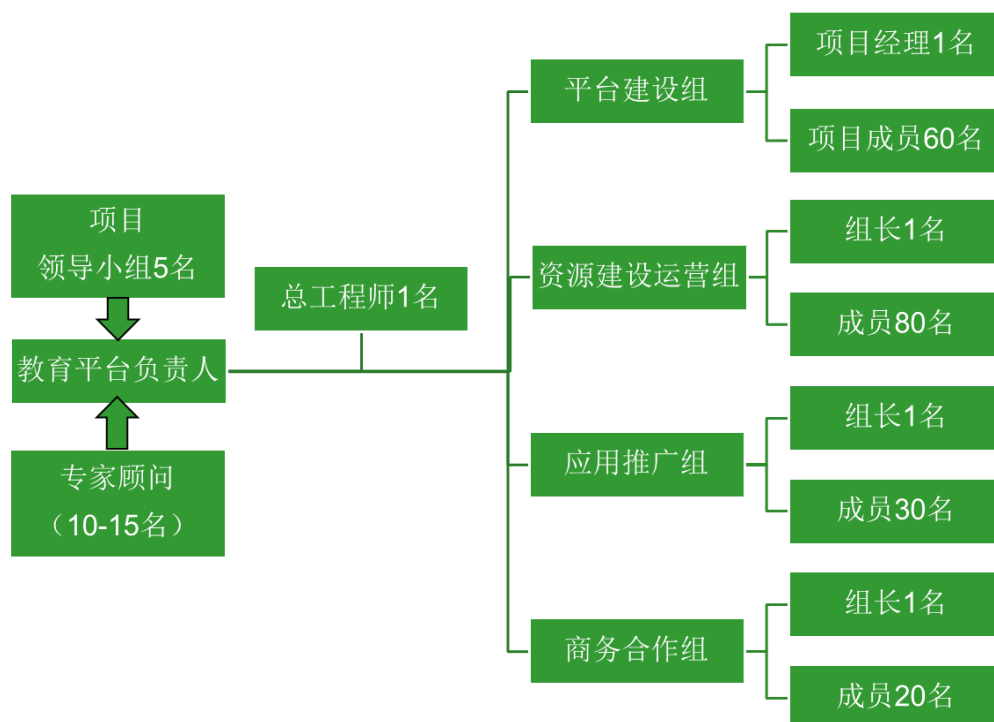 项目
领导小组5名
教育平台负责人
专家顾问
（10-15名）
总工程师1名
平台建设组
项目经理1名
项目成员60名
资源建设运营组
组长1名
成员80名
应用推广组
组长1名
成员30名
商务合作组
组长1名
成员20名